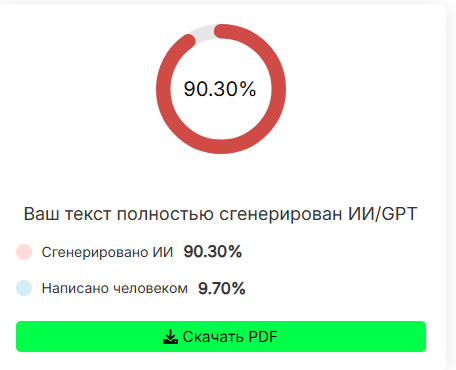 90.30%
Ваш текст полностью сгенерирован ИИ/GPT
Сгенерировано ИИ 90.30%
Написано человеком 9.70%
Скачать PDF